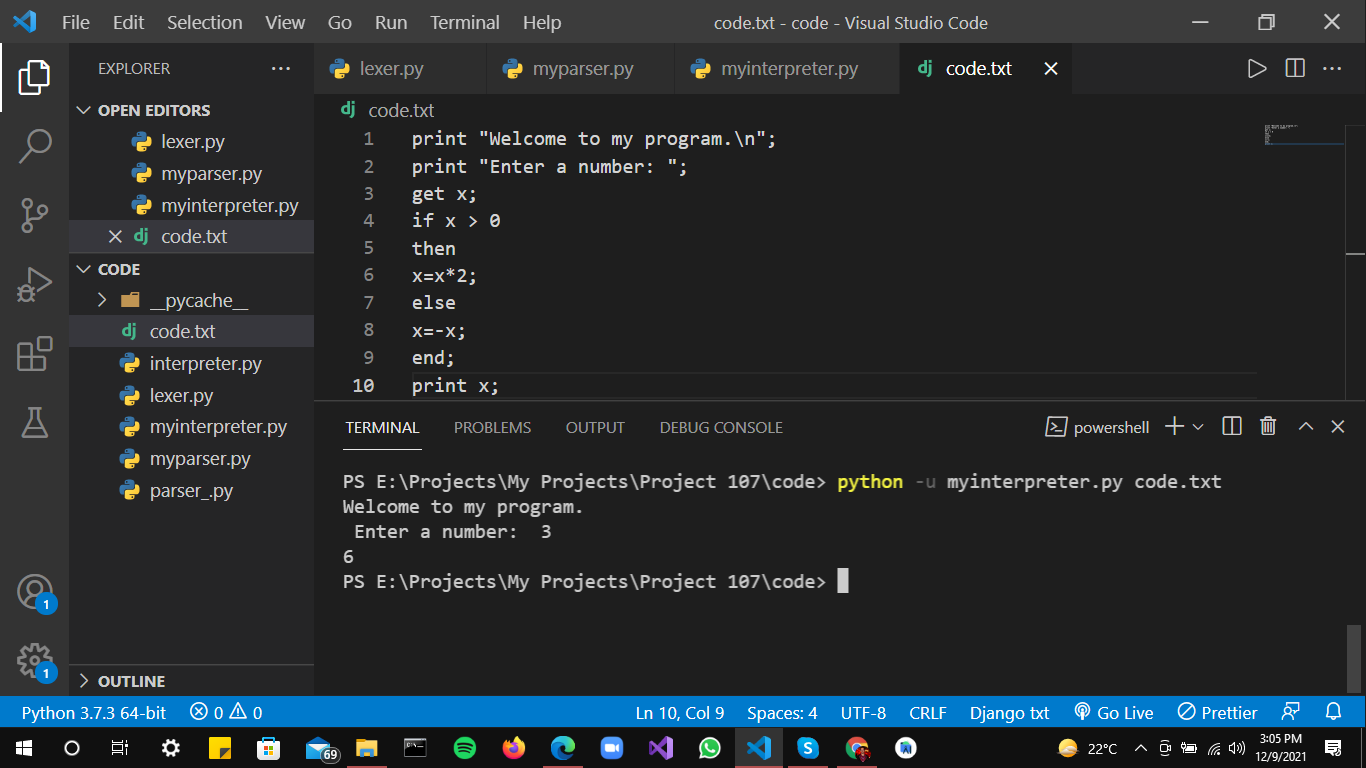 File Edit Selection View Go Run Terminal Help code.txt - code - Visual Studio Code
EXPLORER
OPEN EDITORS
lexer.py
myparser.py
myinterpreter.py
code.txt
CODE
__pycache__
code.txt
interpreter.py
lexer.py
myinterpreter.py
myparser.py
parser_.py
OUTLINE
lexer.py myparser.py myinterpreter.py code.txt
code.txt
1 print "Welcome to my program.\n";
2 print "Enter a number: ";
3 get x;
4 if x > 0
5 then
6 x=x*2;
7 else
8 x=-x;
9 end;
10 print x;
TERMINAL PROBLEMS OUTPUT DEBUG CONSOLE powershell
PS E:\Projects\My Projects\Project 107\code> python -u myinterpreter.py code.txt
Welcome to my program.
 Enter a number:  3
6
PS E:\Projects\My Projects\Project 107\code>
1
1
Python 3.7.3 64-bit 0 0 Ln 10, Col 9 Spaces: 4 UTF-8 CRLF Django txt Go Live Prettier
69 22°C 3:05 PM
12/9/2021